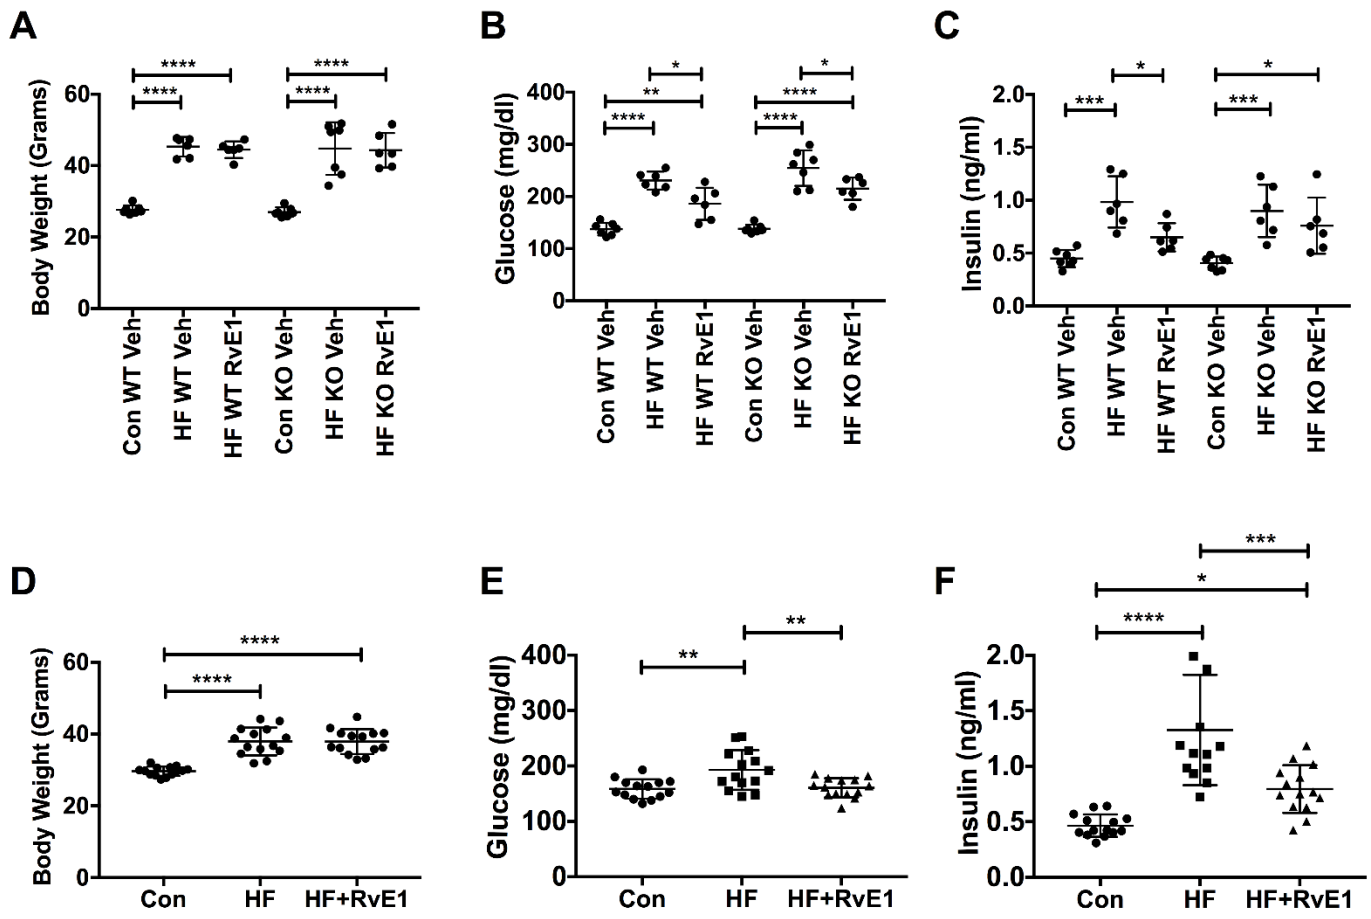 A
B
C
Body Weight (Grams)
60
40
20
0
****
****
****
****
Con WT Veh
HF WT Veh
HF WT RvE1
Con KO Veh
HF KO Veh
HF KO RvE1
Glucose (mg/dl)
400
300
200
100
0
*
*
**
****
****
****
Con WT Veh
HF WT Veh
HF WT RvE1
Con KO Veh
HF KO Veh
HF KO RvE1
Insulin (ng/ml)
2.0
1.5
1.0
0.5
0.0
*
*
***
***
Con WT Veh
HF WT Veh
HF WT RvE1
Con KO Veh
HF KO Veh
HF KO RvE1
D
E
F
Body Weight (Grams)
60
40
20
0
****
****
Con HF HF+RvE1
Glucose (mg/dl)
400
300
200
100
0
**
**
Con HF HF+RvE1
Insulin (ng/ml)
2.0
1.5
1.0
0.5
0.0
***
*
****
Con HF HF+RvE1